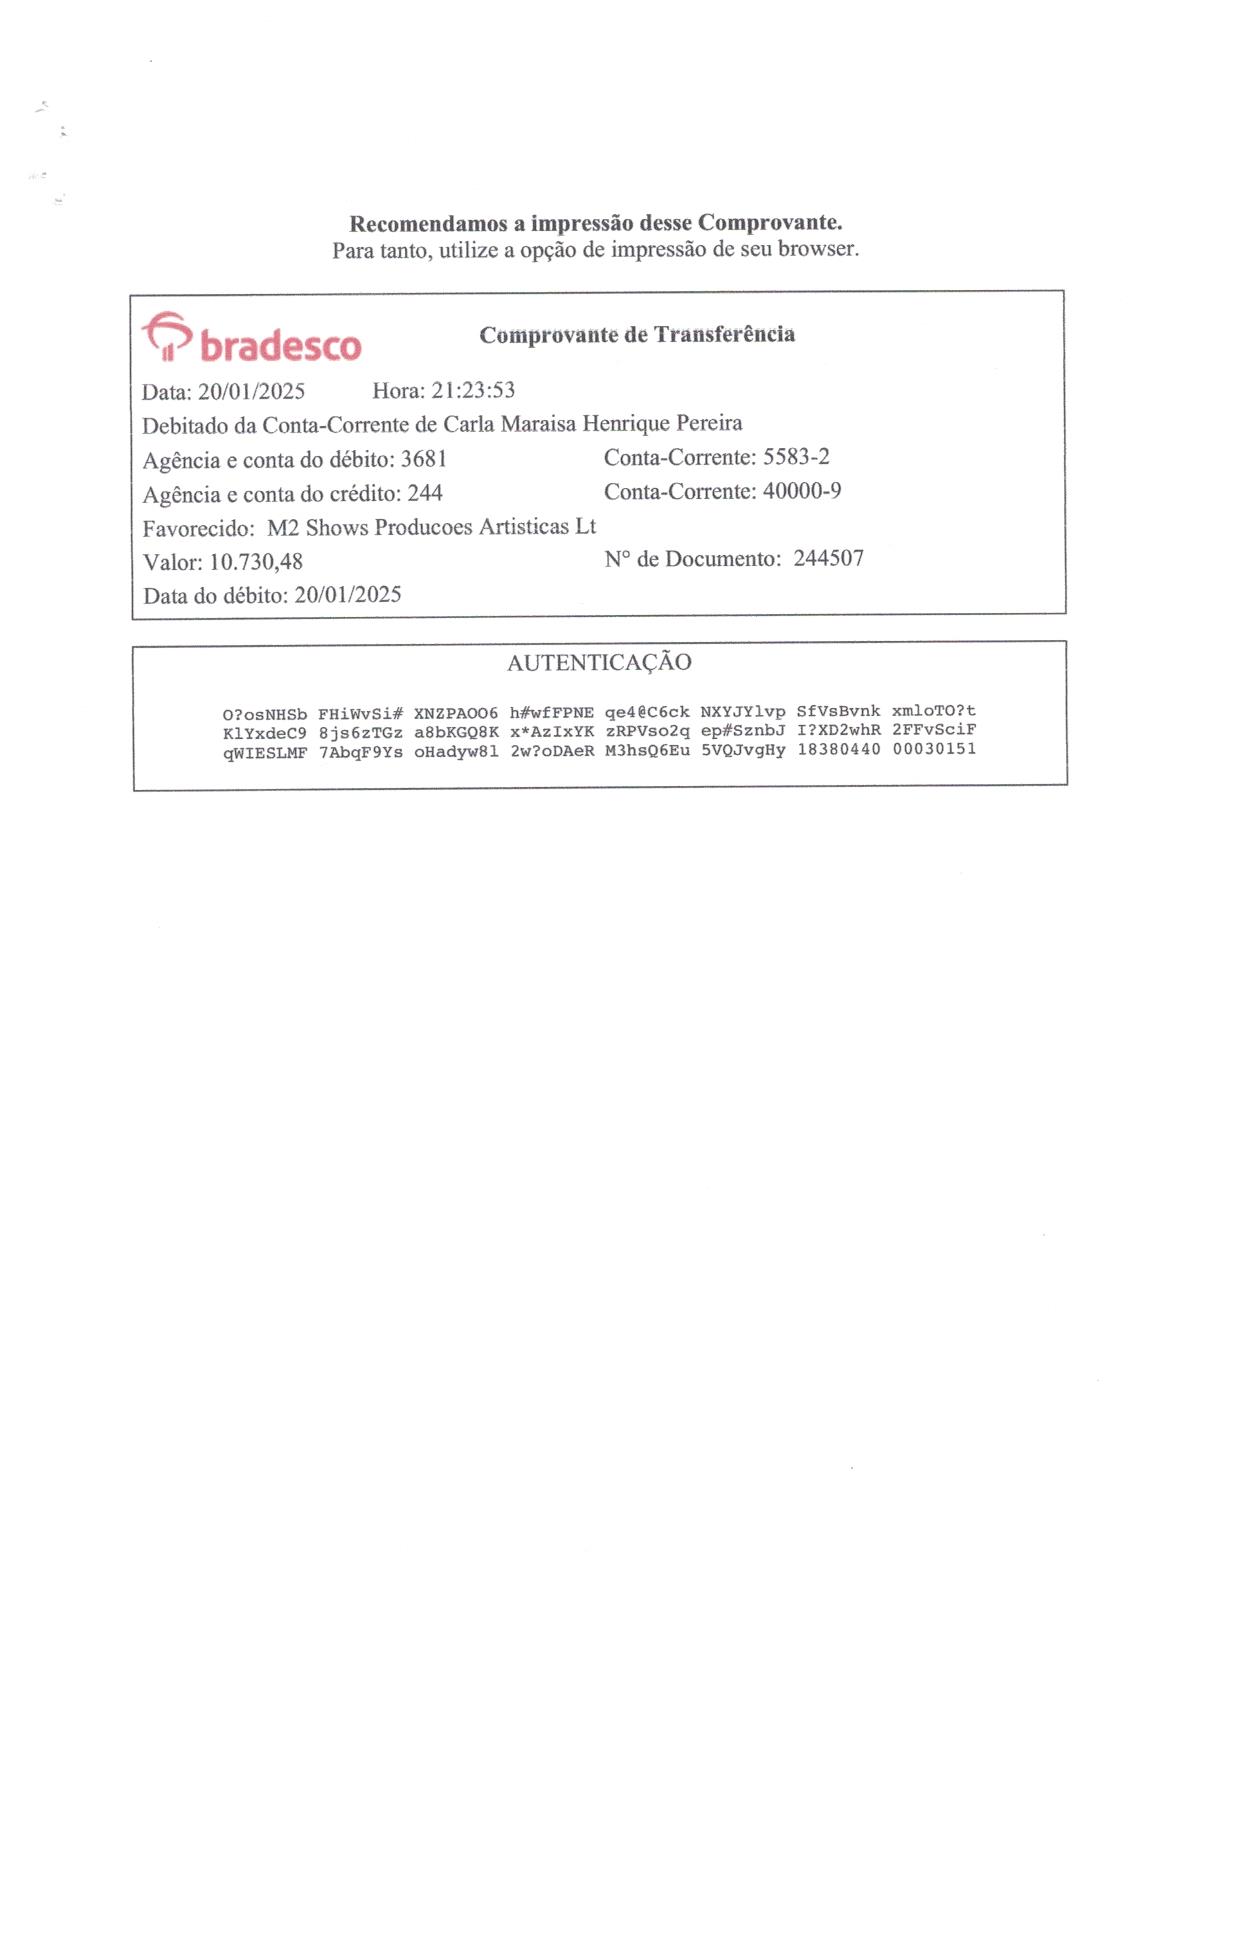 Recomendamos a impressão desse Comprovante.
Para tanto, utilize a opção de impressão de seu browser.
bradesco
Comprovante de Transferência
Data: 20/01/2025 Hora: 21:23:53
Debitado da Conta-Corrente de Carla Maraisa Henrique Pereira
Agência e conta do débito: 3681 Conta-Corrente: 5583-2
Agência e conta do crédito: 244 Conta-Corrente: 40000-9
Favorecido: M2 Shows Producoes Artisticas Lt
Valor: 10.730,48 N° de Documento: 244507
Data do débito: 20/01/2025
AUTENTICAÇÃO
O?osNHSb FHiWvSi# XNZPAOO6 h#wfFPNE qe4@C6ck NXYJYlvp SfVsBvnk xmloTO?t
KlYxdeC9 8js6zTGz a8bKGQ8K x*AzIxYK zRPVso2q ep#SznbJ I?XD2whR 2FFvSciF
qWIESLMF 7AbqF9Ys oHadyw8l 2w?oDAeR M3hsQ6Eu 5VQJvgHy 18380440 00030151